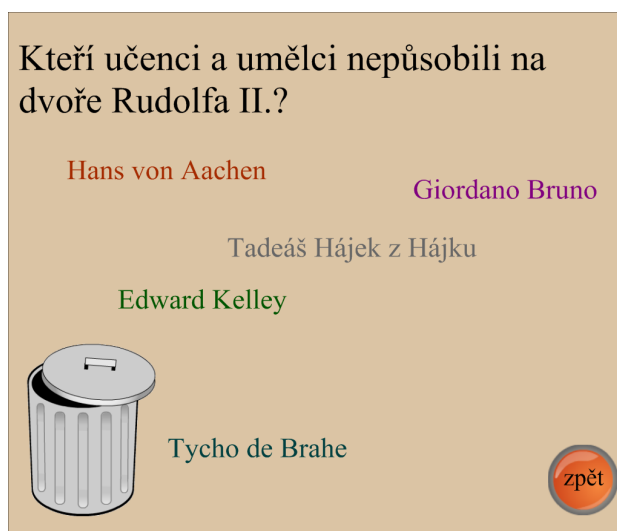 Kteří učenci a umělci nepůsobili na
dvoře Rudolfa II.?
Hans von Aachen
Giordano Bruno
Tadeáš Hájek z Hájku
Edward Kelley
Tycho de Brahe
zpět